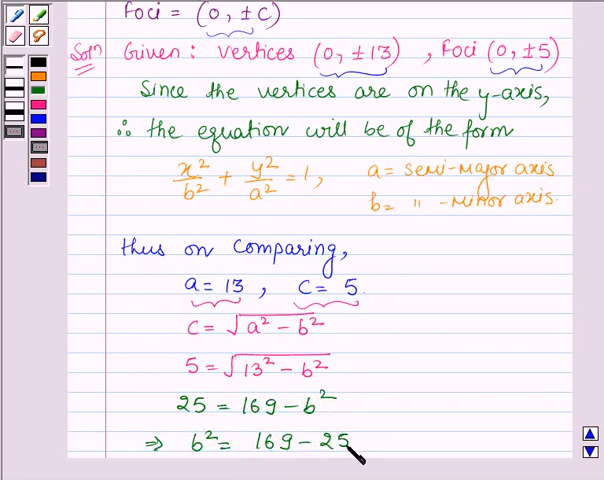 Foci = (0, ±c)
Soln Given: vertices (0, ±13), Foci (0, ±5)
Since the vertices are on the y-axis,
∴ the equation will be of the form
x²/b² + y²/a² = 1, a = semi-major axis
b = " -minor axis.
thus on comparing,
a = 13, c = 5.
c = √(a² - b²)
5 = √(13² - b²)
25 = 169 - b²
⇒ b² = 169 - 25